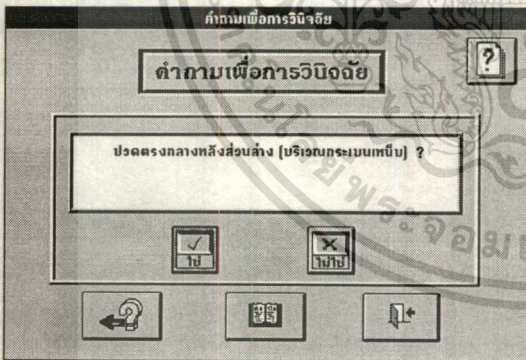 คำถามเพื่อการวินิจฉัย
คำถามเพื่อการวินิจฉัย
?
ปวดตรงกลางหลังส่วนล่าง (บริเวณกระเบนเหน็บ) ?
ใช่
ไม่ใช่
?